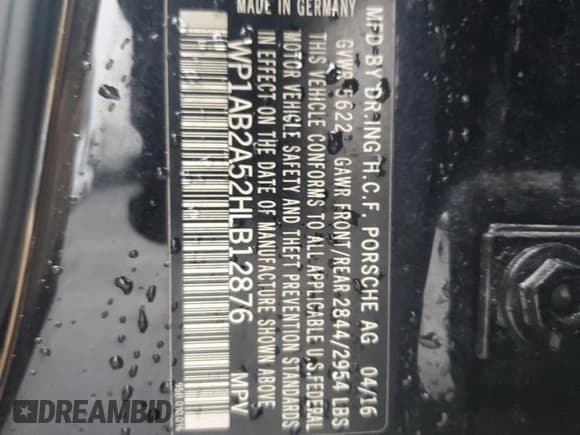 MFD BY DR.ING H.C.F. PORSCHE AG 04/16
GVWR 5622 GAWR FRONT/REAR 2844/2954 LBS
THIS VEHICLE CONFORMS TO ALL APPLICABLE U.S FEDERAL
MOTOR VEHICLE SAFETY AND THEFT PREVENTION STANDARDS
IN EFFECT ON THE DATE OF MANUFACTURE SHOWN ABOVE
WP1AB2A52HLB12876 MPV
MADE IN GERMANY
DREAMBID